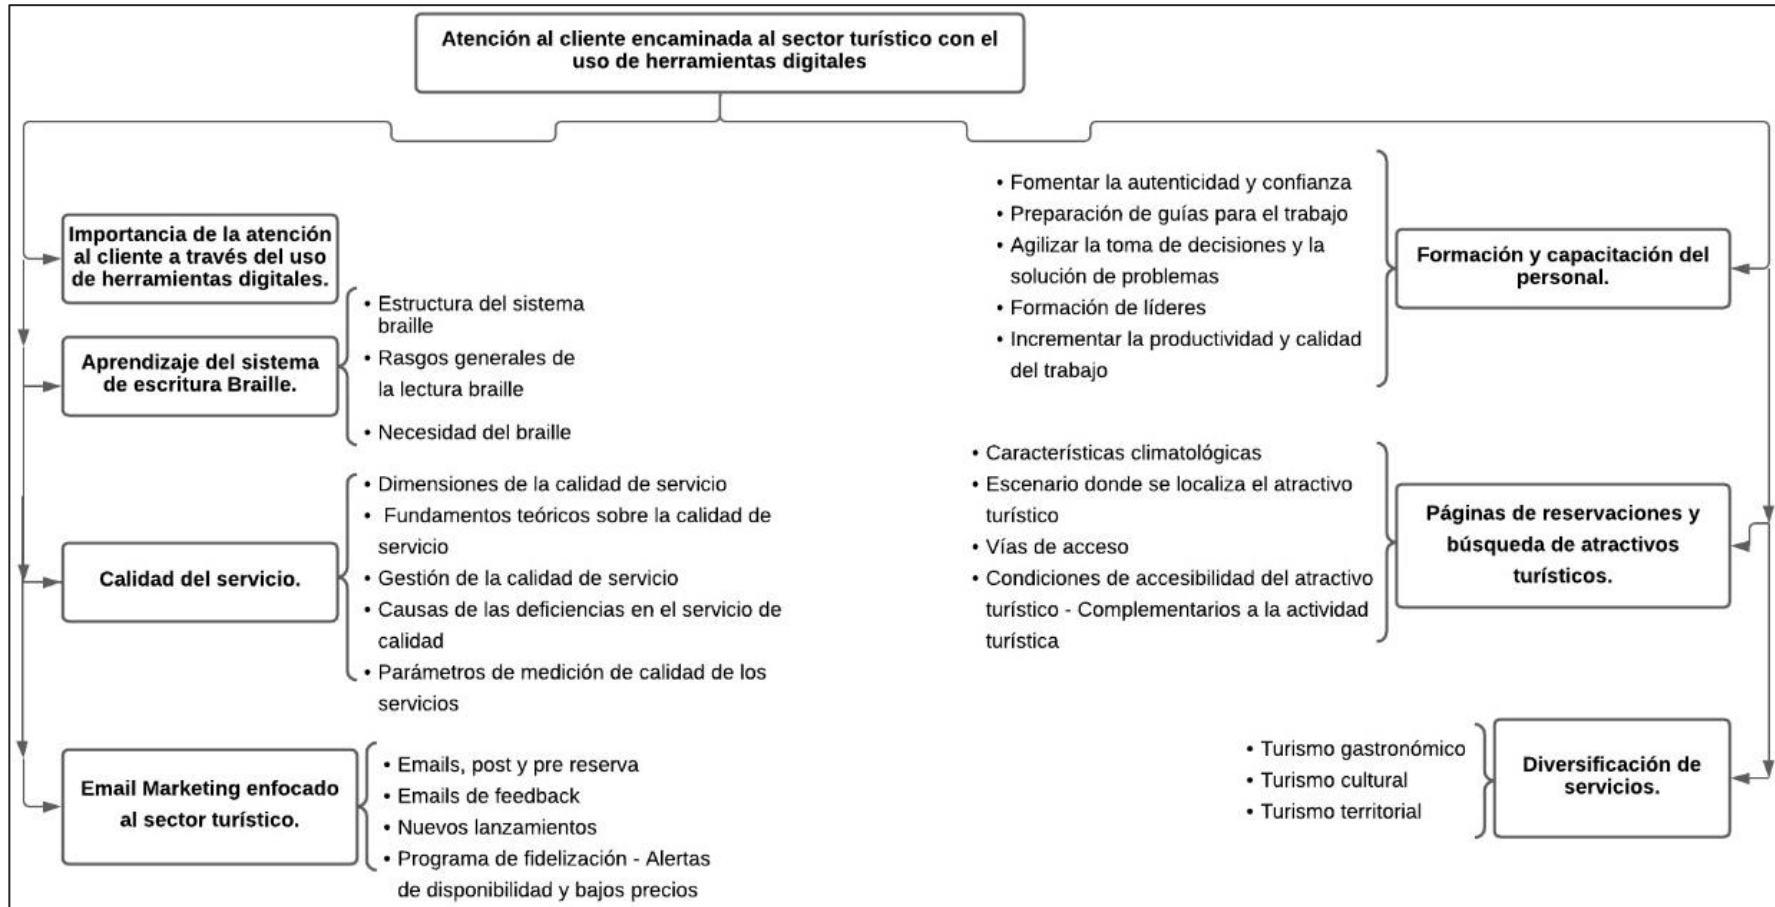 Atención al cliente encaminada al sector turístico con el
uso de herramientas digitales
Importancia de la atención
al cliente a través del uso
de herramientas digitales.
Aprendizaje del sistema
de escritura Braille.
• Estructura del sistema
braille
• Rasgos generales de
la lectura braille
• Necesidad del braille
Calidad del servicio.
• Dimensiones de la calidad de servicio
• Fundamentos teóricos sobre la calidad de
servicio
• Gestión de la calidad de servicio
• Causas de las deficiencias en el servicio de
calidad
• Parámetros de medición de calidad de los
servicios
Email Marketing enfocado
al sector turístico.
• Emails, post y pre reserva
• Emails de feedback
• Nuevos lanzamientos
• Programa de fidelización - Alertas
de disponibilidad y bajos precios
• Fomentar la autenticidad y confianza
• Preparación de guías para el trabajo
• Agilizar la toma de decisiones y la
solución de problemas
• Formación de líderes
• Incrementar la productividad y calidad
del trabajo
Formación y capacitación del
personal.
• Características climatológicas
• Escenario donde se localiza el atractivo
turístico
• Vías de acceso
• Condiciones de accesibilidad del atractivo
turístico - Complementarios a la actividad
turística
Páginas de reservaciones y
búsqueda de atractivos
turísticos.
• Turismo gastronómico
• Turismo cultural
• Turismo territorial
Diversificación de
servicios.